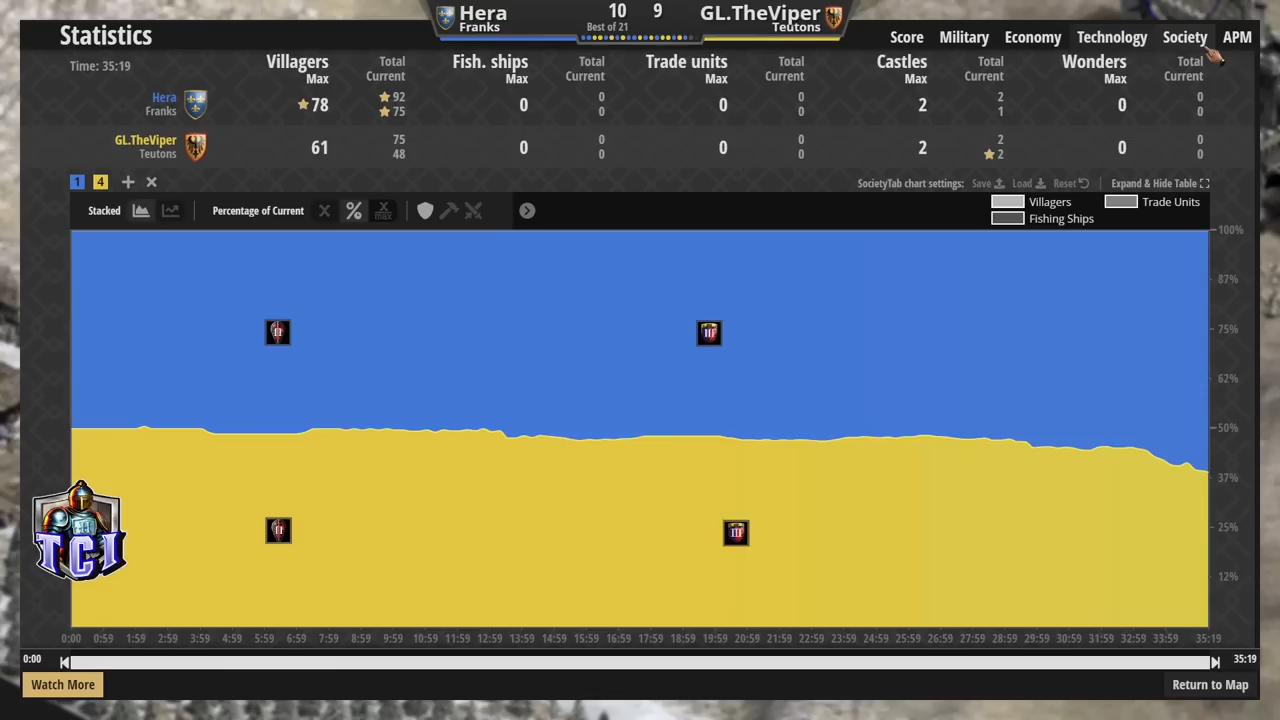 Hera 10 9 GL.TheViper
Franks Best of 21 Teutons
Statistics
Score Military Economy Technology Society APM
Time: 35:19
Villagers Total Fish. ships Total Trade units Total Castles Total Wonders Total
Max Current Max Current Max Current Max Current Max Current
Hera 78 92 0 0 0 0 2 2 0 0
Franks 75 0 0 1 0
GL.TheViper 61 75 0 0 0 0 2 2 0 0
Teutons 48 0 0 2 0
1 4 + × SocietyTab chart settings: Save Load Reset Expand & Hide Table
Stacked Percentage of Current X % X/max
Villagers Trade Units
Fishing Ships
100%
87%
II III 75%
62%
50%
37%
II III 25%
TCI
12%
0:00 0:59 1:59 2:59 3:59 4:59 5:59 6:59 7:59 8:59 9:59 10:59 11:59 12:59 13:59 14:59 15:59 16:59 17:59 18:59 19:59 20:59 21:59 22:59 23:59 24:59 25:59 26:59 27:59 28:59 29:59 30:59 31:59 32:59 33:59 35:19
0:00 35:19
Watch More Return to Map